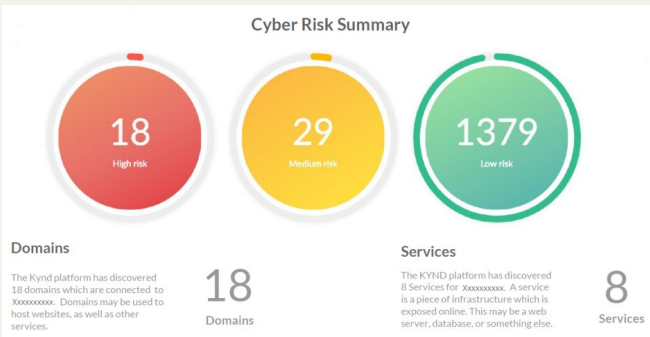 Cyber Risk Summary
18
High risk
29
Medium risk
1379
Low risk
Domains
The Kynd platform has discovered
18 domains which are connected to
Xxxxxxxxxx. Domains may be used to
host websites, as well as other
services.
18
Domains
Services
The KYND platform has discovered
8 Services for Xxxxxxxxxx. A service
is a piece of infrastructure which is
exposed online. This may be a web
server, database, or something else.
8
Services